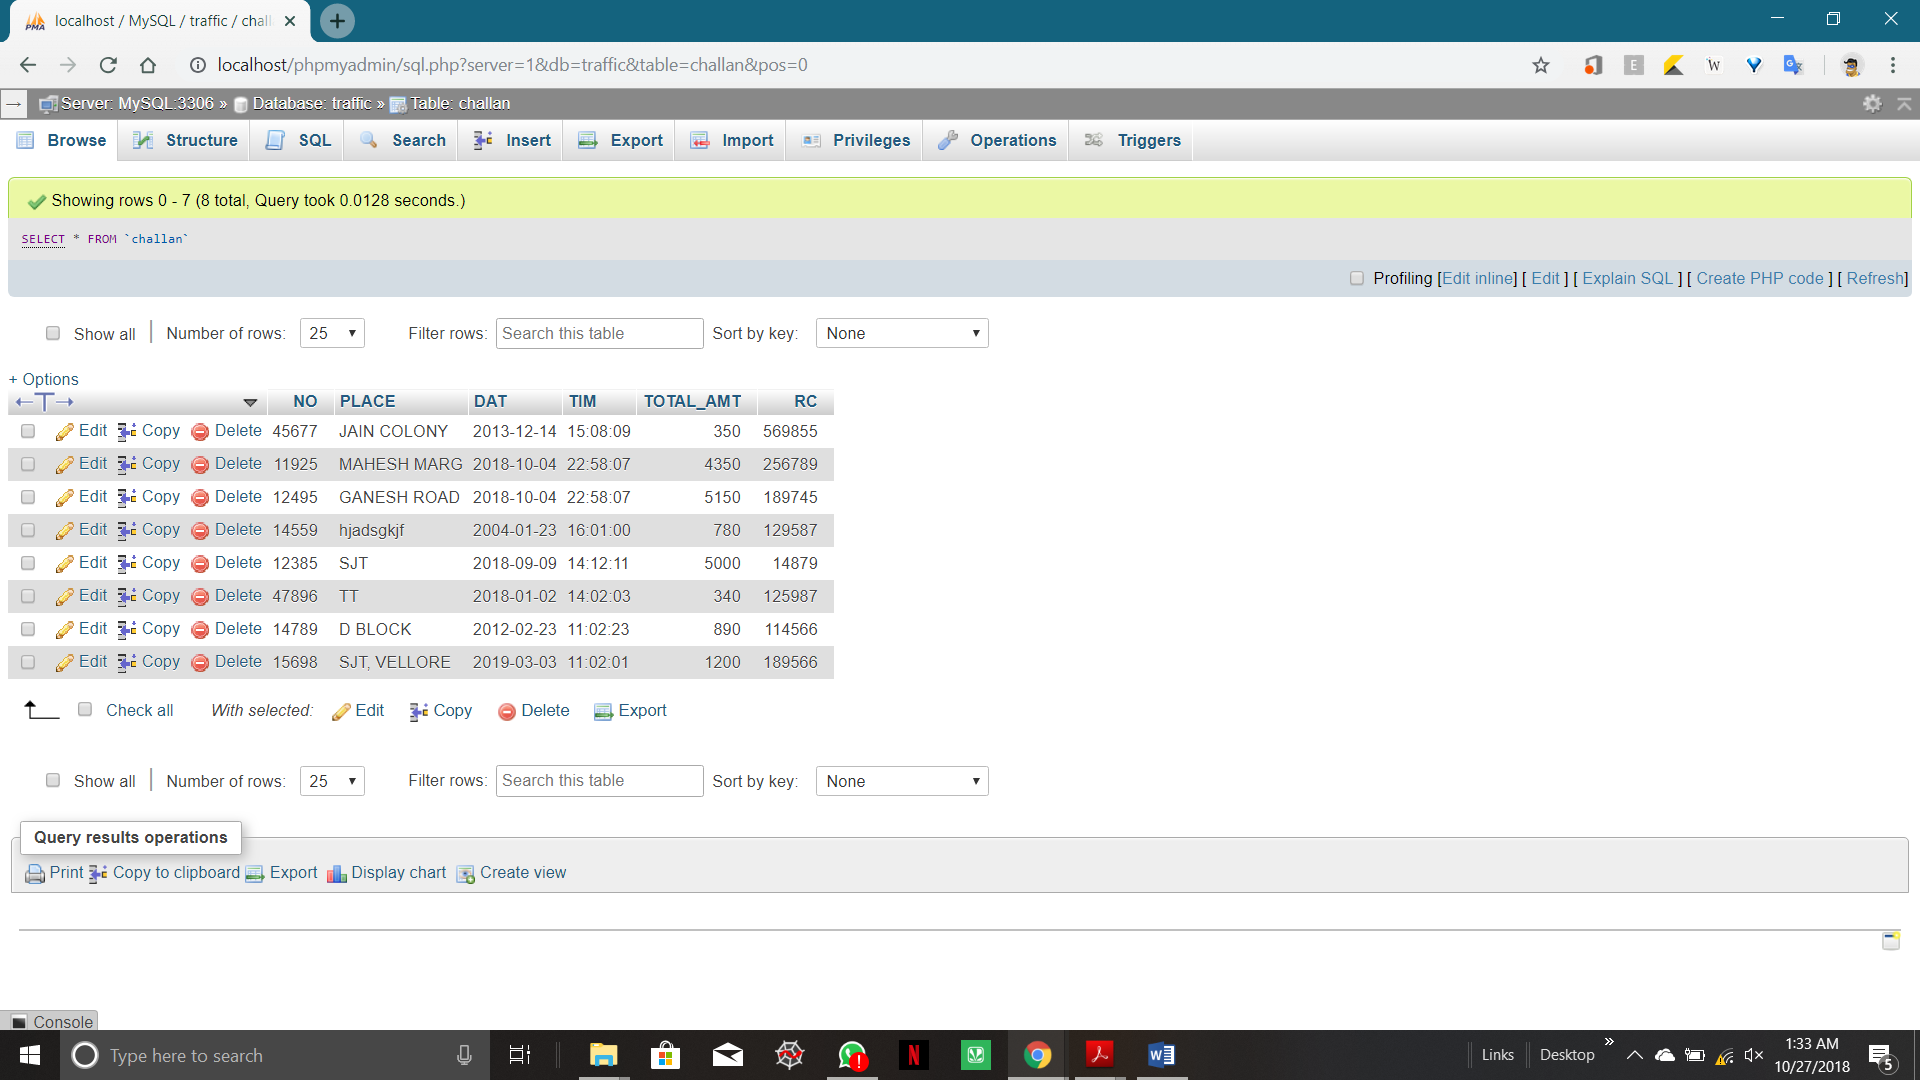 localhost / MySQL / traffic / chall
localhost/phpmyadmin/sql.php?server=1&db=traffic&table=challan&pos=0
Server: MySQL:3306 » Database: traffic » Table: challan
Browse Structure SQL Search Insert Export Import Privileges Operations Triggers
Showing rows 0 - 7 (8 total, Query took 0.0128 seconds.)
SELECT * FROM `challan`
Profiling [Edit inline] [ Edit ] [ Explain SQL ] [ Create PHP code ] [ Refresh]
Show all Number of rows: 25 Filter rows: Search this table Sort by key: None
+ Options
←T→ NO PLACE DAT TIM TOTAL_AMT RC
Edit Copy Delete 45677 JAIN COLONY 2013-12-14 15:08:09 350 569855
Edit Copy Delete 11925 MAHESH MARG 2018-10-04 22:58:07 4350 256789
Edit Copy Delete 12495 GANESH ROAD 2018-10-04 22:58:07 5150 189745
Edit Copy Delete 14559 hjadsgkjf 2004-01-23 16:01:00 780 129587
Edit Copy Delete 12385 SJT 2018-09-09 14:12:11 5000 14879
Edit Copy Delete 47896 TT 2018-01-02 14:02:03 340 125987
Edit Copy Delete 14789 D BLOCK 2012-02-23 11:02:23 890 114566
Edit Copy Delete 15698 SJT, VELLORE 2019-03-03 11:02:01 1200 189566
Check all With selected: Edit Copy Delete Export
Show all Number of rows: 25 Filter rows: Search this table Sort by key: None
Query results operations
Print Copy to clipboard Export Display chart Create view
Console
Type here to search Links Desktop 1:33 AM
10/27/2018 5